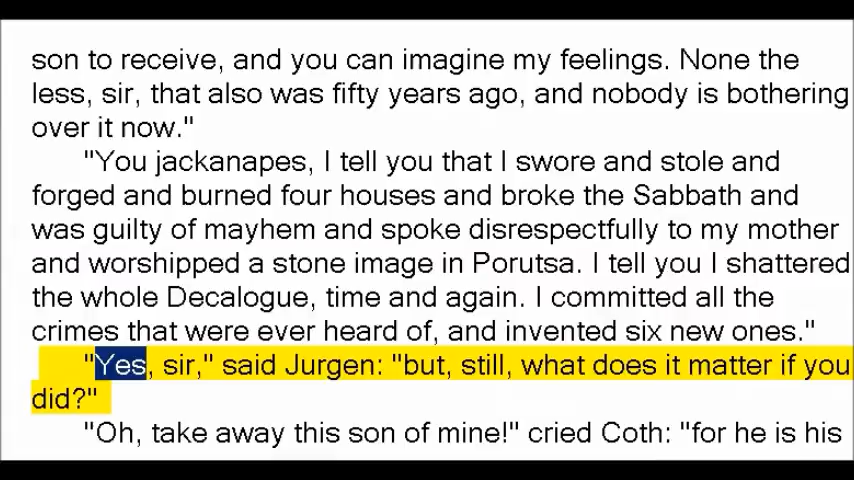 son to receive, and you can imagine my feelings. None the
less, sir, that also was fifty years ago, and nobody is bothering
over it now."
"You jackanapes, I tell you that I swore and stole and
forged and burned four houses and broke the Sabbath and
was guilty of mayhem and spoke disrespectfully to my mother
and worshipped a stone image in Porutsa. I tell you I shattered
the whole Decalogue, time and again. I committed all the
crimes that were ever heard of, and invented six new ones."
"Yes, sir," said Jurgen: "but, still, what does it matter if you
did?"
"Oh, take away this son of mine!" cried Coth: "for he is his